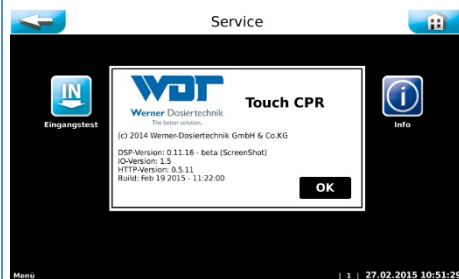 Service
IN
Eingangstest
WDT
Werner Dosiertechnik
The better solution.
Touch CPR
(c) 2014 Werner-Dosiertechnik GmbH & Co.KG
DSP-Version: 0.11.16 - beta (ScreenShot)
IO-Version: 1.5
HTTP-Version: 0.5.11
Build: Feb 19 2015 - 11:22:00
OK
i
Info
Menü
| 1 | 27.02.2015 10:51:29